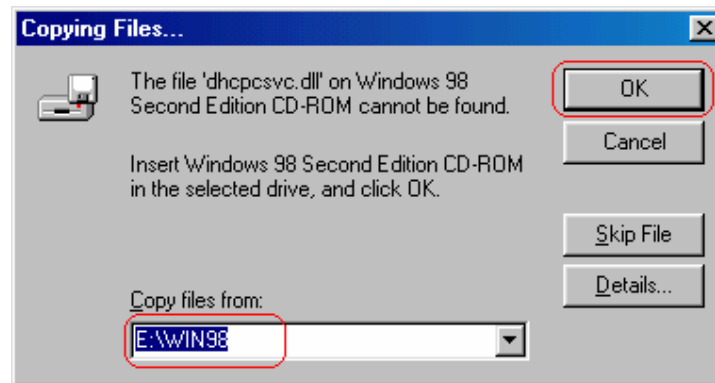 Copying Files...
The file 'dhcpcsvc.dll' on Windows 98
Second Edition CD-ROM cannot be found.
Insert Windows 98 Second Edition CD-ROM
in the selected drive, and click OK.
Copy files from:
E:\WIN98
OK
Cancel
Skip File
Details...